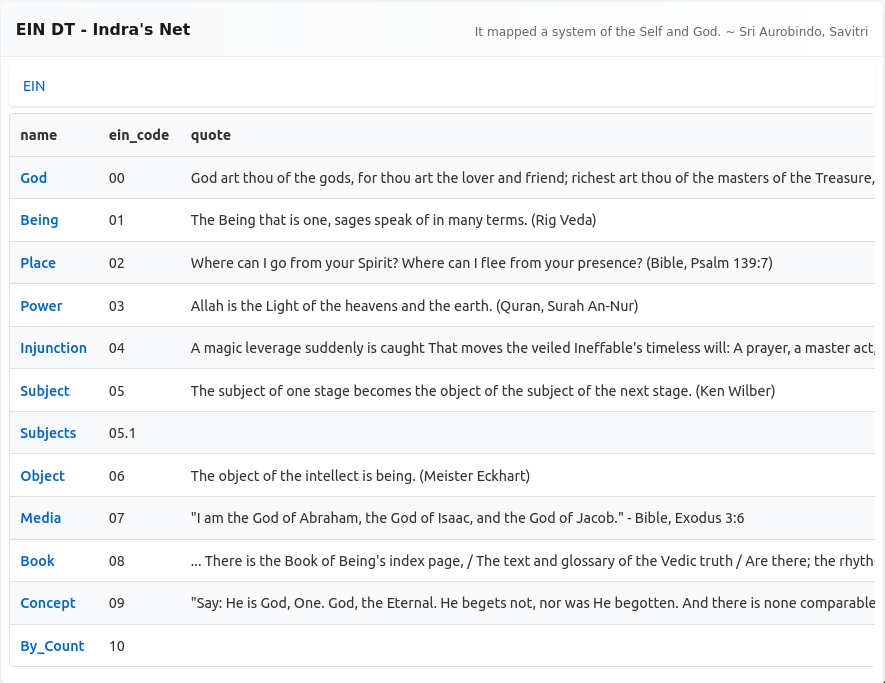 EIN DT - Indra's Net
It mapped a system of the Self and God. ~ Sri Aurobindo, Savitri
EIN
name ein_code quote
God 00 God art thou of the gods, for thou art the lover and friend; richest art thou of the masters of the Treasure,
Being 01 The Being that is one, sages speak of in many terms. (Rig Veda)
Place 02 Where can I go from your Spirit? Where can I flee from your presence? (Bible, Psalm 139:7)
Power 03 Allah is the Light of the heavens and the earth. (Quran, Surah An-Nur)
Injunction 04 A magic leverage suddenly is caught That moves the veiled Ineffable's timeless will: A prayer, a master act,
Subject 05 The subject of one stage becomes the object of the subject of the next stage. (Ken Wilber)
Subjects 05.1
Object 06 The object of the intellect is being. (Meister Eckhart)
Media 07 "I am the God of Abraham, the God of Isaac, and the God of Jacob." - Bible, Exodus 3:6
Book 08 ... There is the Book of Being's index page, / The text and glossary of the Vedic truth / Are there; the rhyth
Concept 09 "Say: He is God, One. God, the Eternal. He begets not, nor was He begotten. And there is none comparable
By_Count 10